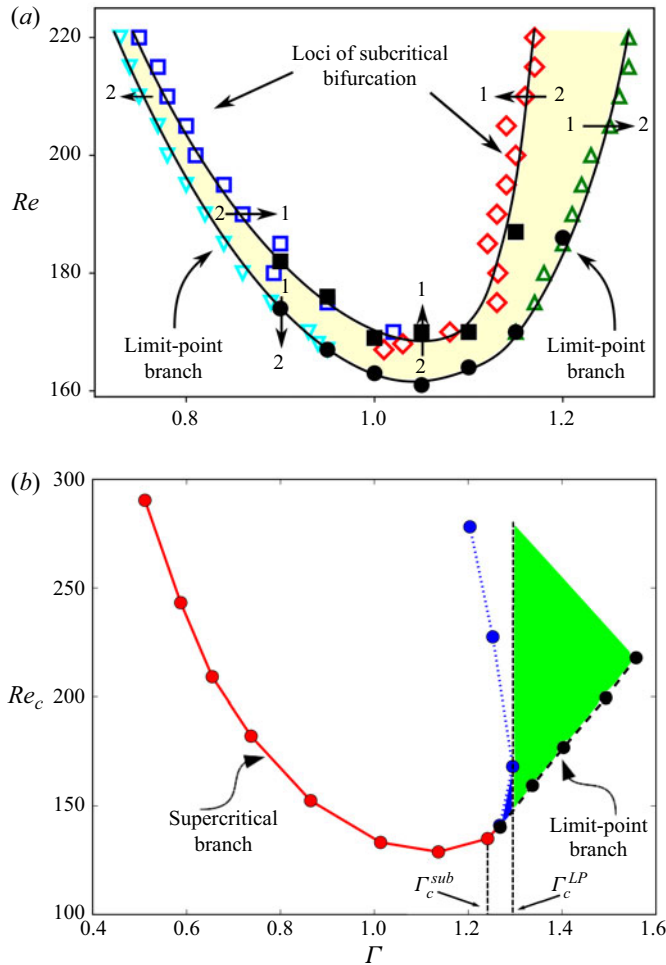 (a)
220
Loci of subcritical
bifurcation
2
1
2
1
2
200
Re
2
1
180
1
1
Limit-point
branch
2
2
Limit-point
branch
160
0.8
1.0
1.2
(b)
300
250
Re_c
200
Supercritical
branch
Limit-point
branch
150
Γ_c^sub
Γ_c^LP
100
0.4
0.6
0.8
1.0
1.2
1.4
1.6
Γ